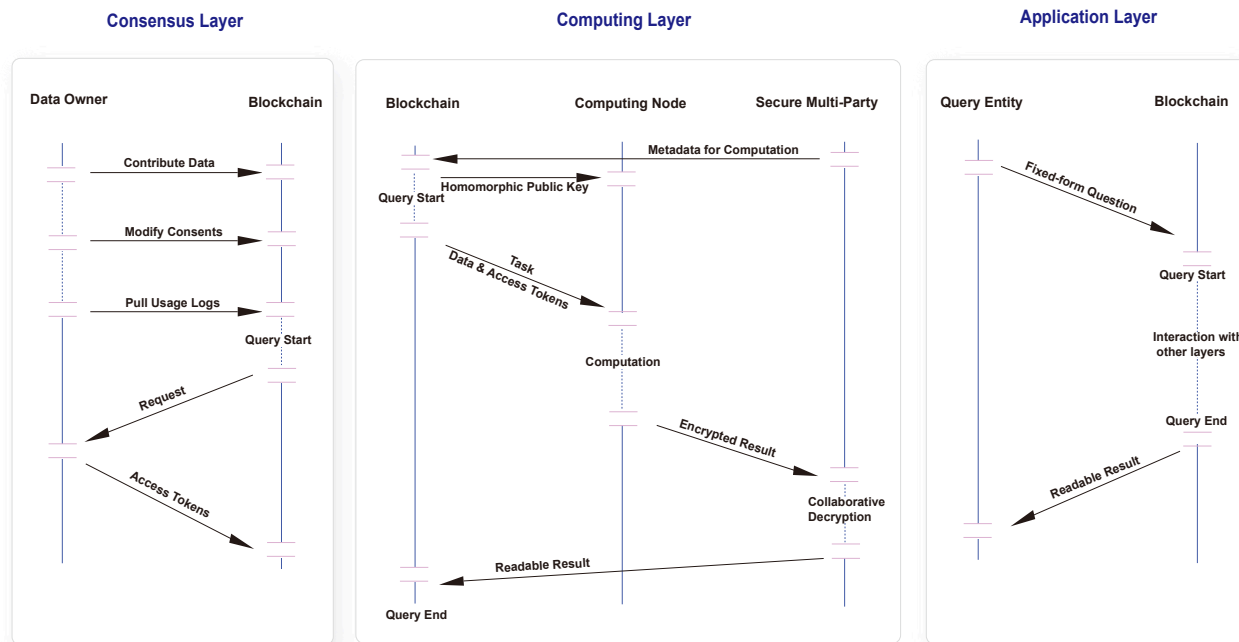 Consensus Layer
Computing Layer
Application Layer
Data Owner
Blockchain
Contribute Data
Modify Consents
Pull Usage Logs
Query Start
Request
Access Tokens
Blockchain
Computing Node
Secure Multi-Party
Metadata for Computation
Homomorphic Public Key
Query Start
Task
Data & Access Tokens
Computation
Encrypted Result
Collaborative
Decryption
Readable Result
Query End
Query Entity
Blockchain
Fixed-form Question
Query Start
Interaction with
other layers
Query End
Readable Result